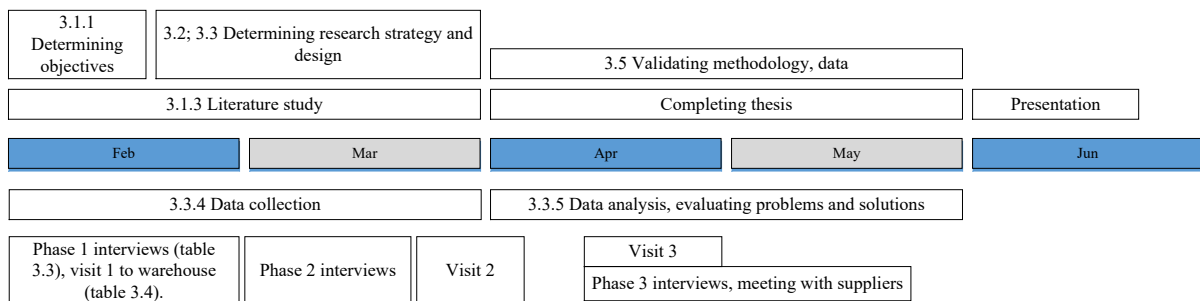 3.1.1
Determining
objectives
3.2; 3.3 Determining research strategy and
design
3.5 Validating methodology, data
3.1.3 Literature study
Completing thesis
Presentation
Feb
Mar
Apr
May
Jun
3.3.4 Data collection
3.3.5 Data analysis, evaluating problems and solutions
Phase 1 interviews (table
3.3), visit 1 to warehouse
(table 3.4).
Phase 2 interviews
Visit 2
Visit 3
Phase 3 interviews, meeting with suppliers